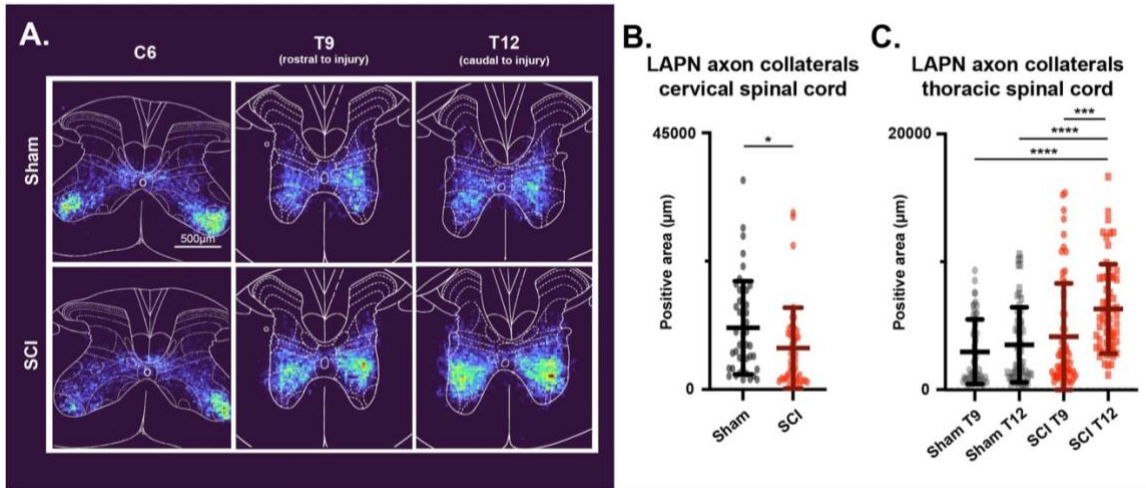 A.
C6
T9
(rostral to injury)
T12
(caudal to injury)
Sham
500µm
SCI
B.
LAPN axon collaterals
cervical spinal cord
45000
*
Positive area (µm)
0
Sham
SCI
C.
LAPN axon collaterals
thoracic spinal cord
***
20000
****
****
Positive area (µm)
0
Sham T9
Sham T12
SCI T9
SCI T12